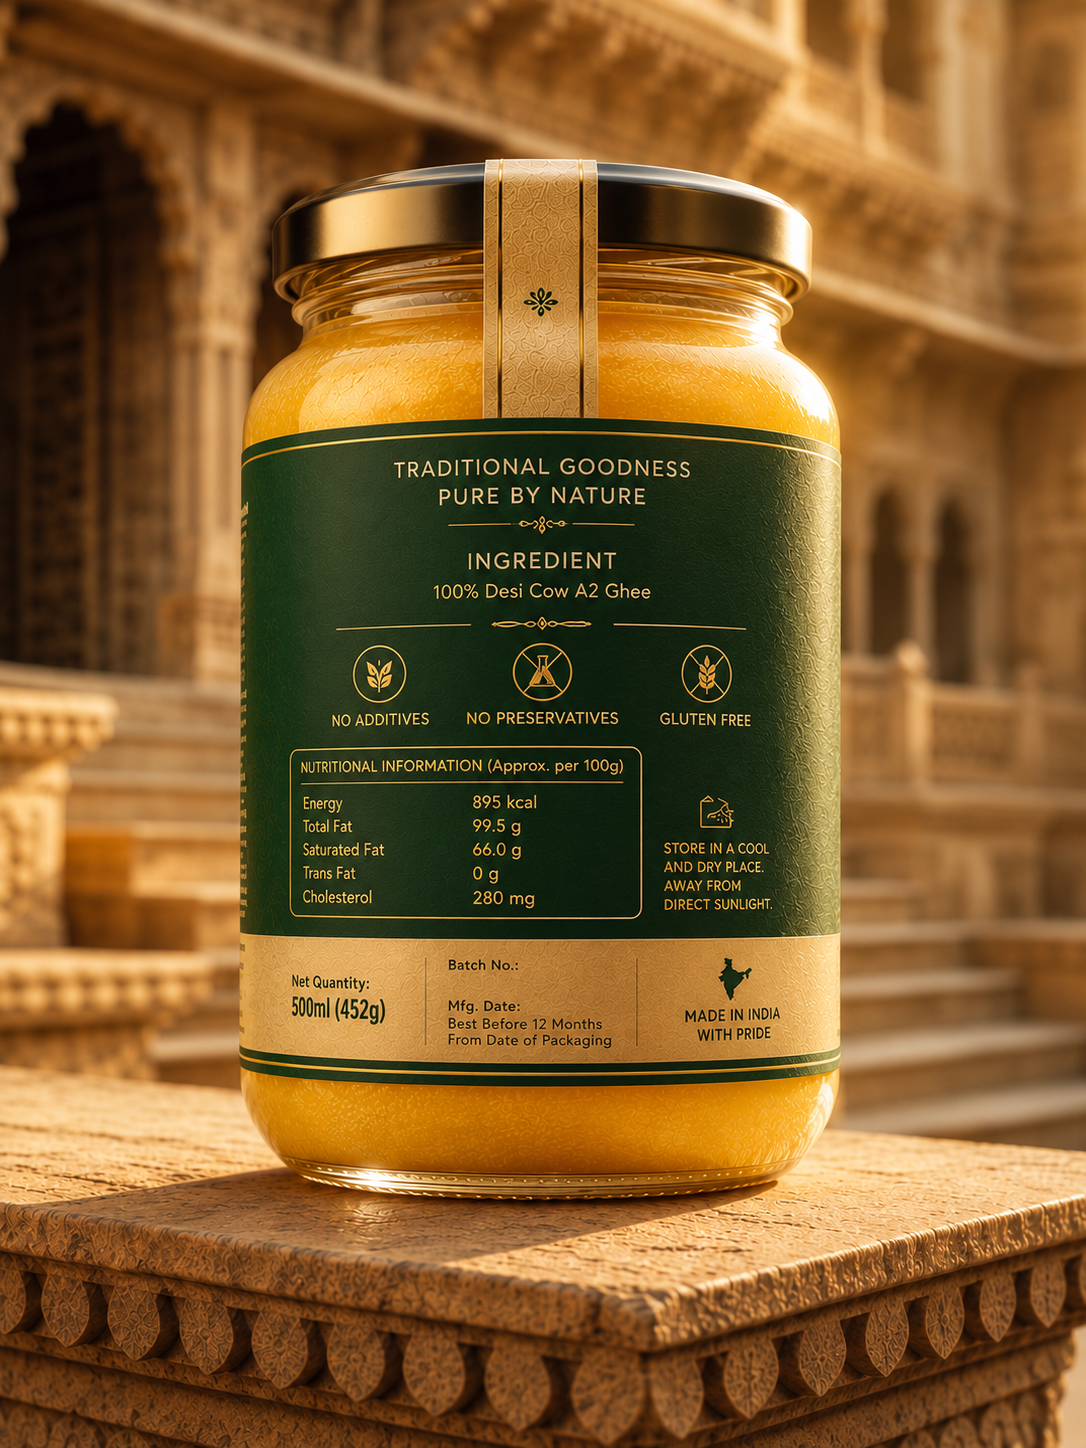 TRADITIONAL GOODNESS
PURE BY NATURE
INGREDIENT
100% Desi Cow A2 Ghee
NO ADDITIVES
NO PRESERVATIVES
GLUTEN FREE
NUTRITIONAL INFORMATION (Approx. per 100g)
Energy 895 kcal
Total Fat 99.5 g
Saturated Fat 66.0 g
Trans Fat 0 g
Cholesterol 280 mg
STORE IN A COOL
AND DRY PLACE.
AWAY FROM
DIRECT SUNLIGHT.
Net Quantity:
500ml (452g)
Batch No.:
Mfg. Date:
Best Before 12 Months
From Date of Packaging
MADE IN INDIA
WITH PRIDE